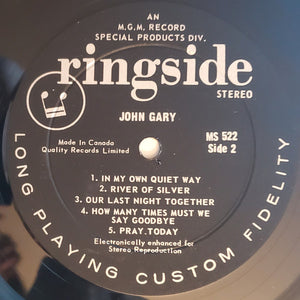 AN
M.G.M. RECORD
SPECIAL PRODUCTS DIV.
ringside
STEREO
JOHN GARY
Made In Canada
Quality Records Limited
MS 522
Side 2
1. IN MY OWN QUIET WAY
2. RIVER OF SILVER
3. OUR LAST NIGHT TOGETHER
4. HOW MANY TIMES MUST WE
SAY GOODBYE
5. PRAY.TODAY
Electronically enhanced for
Stereo Reproduction
LONG PLAYING CUSTOM FIDELITY